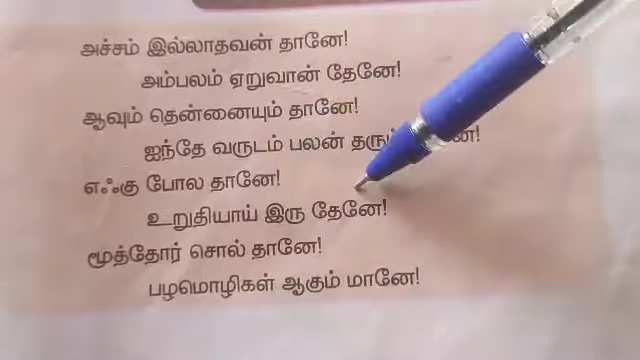 அச்சம் இல்லாதவன் தானே!
அம்பலம் ஏறுவான் தேனே!
ஆவும் தென்னையும் தானே!
ஐந்தே வருடம் பலன்
எஃகு போல தானே!
உறுதியாய் இரு தேனே!
மூத்தோர் சொல் தானே!
பழமொழிகள் ஆகும் மானே!